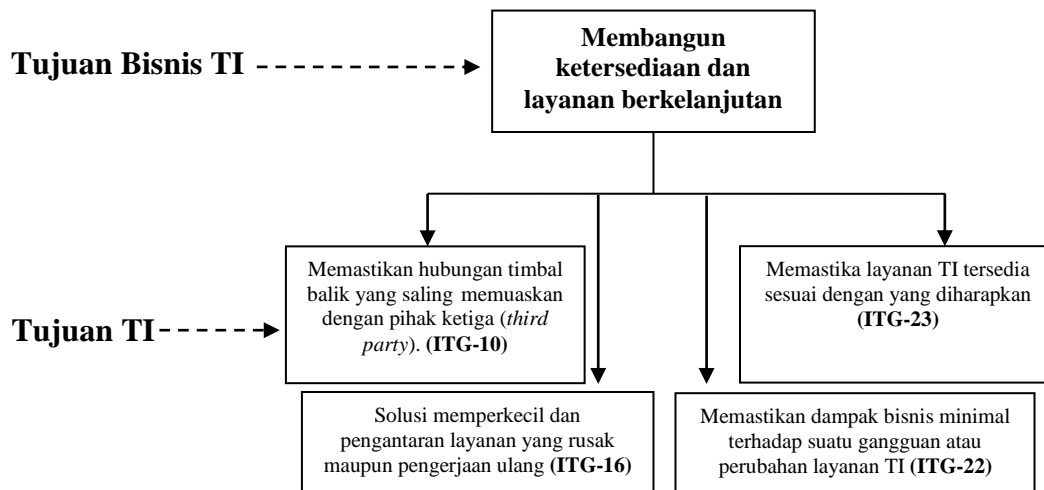 Tujuan Bisnis TI
Membangun
ketersediaan dan
layanan berkelanjutan
Tujuan TI
Memastikan hubungan timbal
balik yang saling memuaskan
dengan pihak ketiga (third
party). (ITG-10)
Memastika layanan TI tersedia
sesuai dengan yang diharapkan
(ITG-23)
Solusi memperkecil dan
pengantaran layanan yang rusak
maupun pengerjaan ulang (ITG-16)
Memastikan dampak bisnis minimal
terhadap suatu gangguan atau
perubahan layanan TI (ITG-22)